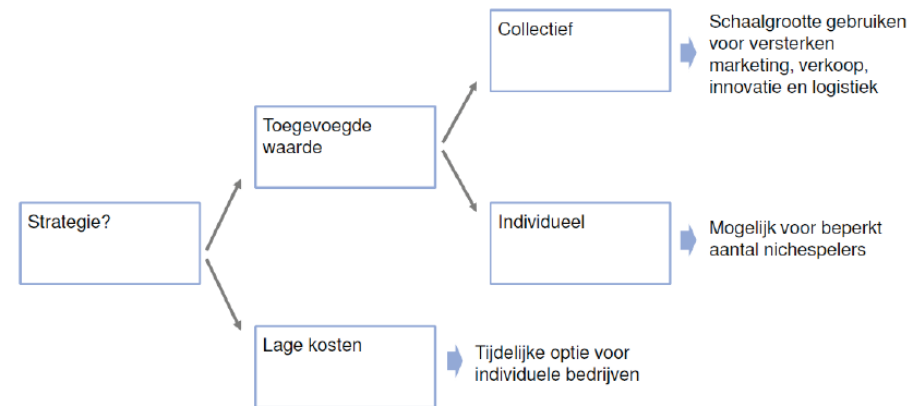 Collectief
Schaalgrootte gebruiken
voor versterken
marketing, verkoop,
innovatie en logistiek
Toegevoegde
waarde
Strategie?
Individueel
Mogelijk voor beperkt
aantal nichespelers
Lage kosten
Tijdelijke optie voor
individuele bedrijven